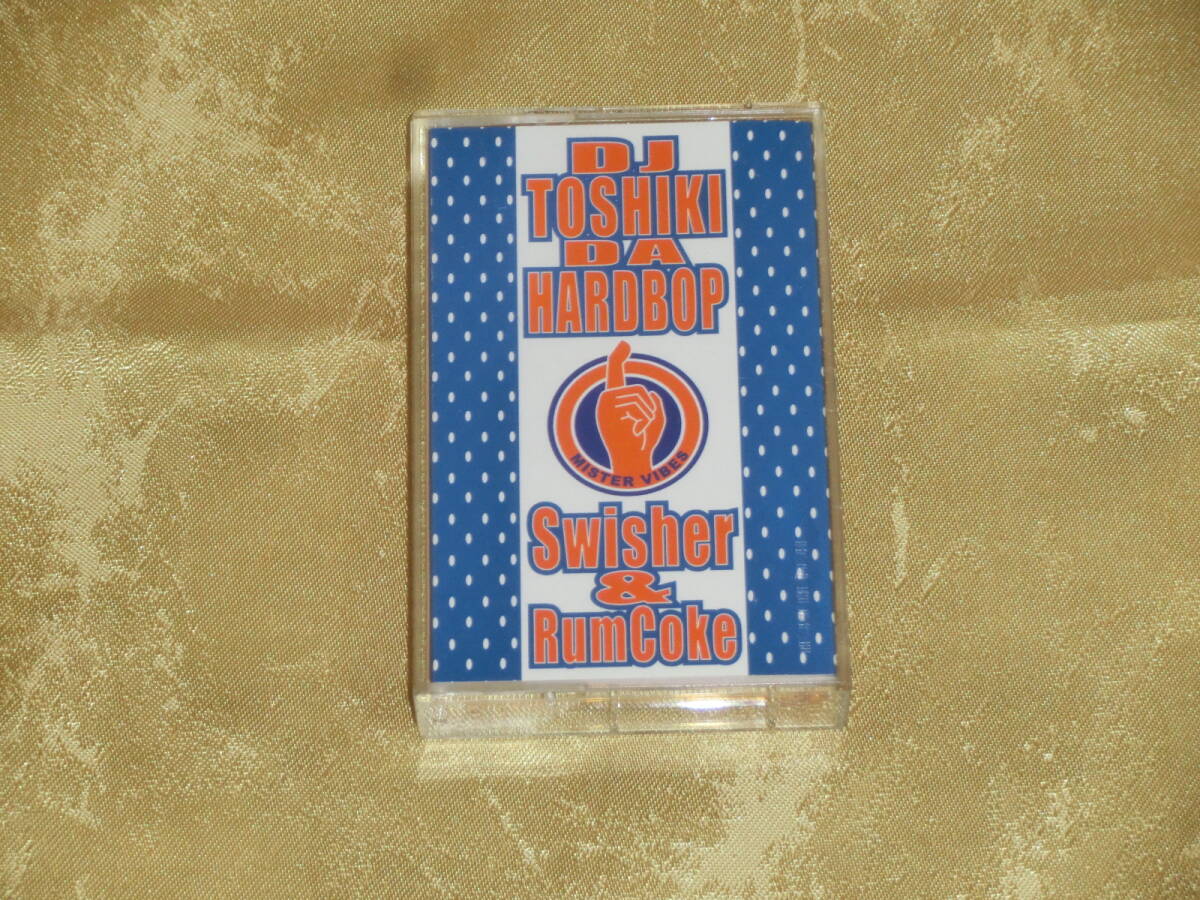 DJ
TOSHIKI
DA
HARDBOP
MISTER VIBES
Swisher
&
RumCoke